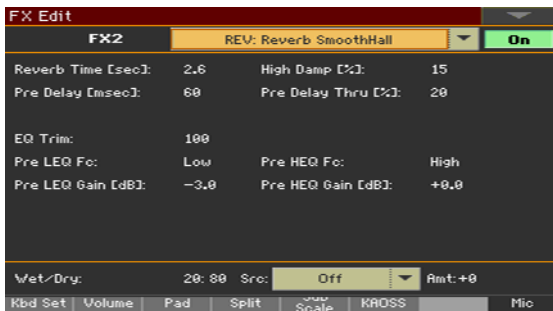 FX Edit
FX2 REV: Reverb SmoothHall On
Reverb Time [sec]: 2.6 High Damp [%]: 15
Pre Delay [msec]: 60 Pre Delay Thru [%]: 20
EQ Trim: 100
Pre LEQ Fc: Low Pre HEQ Fc: High
Pre LEQ Gain [dB]: -3.0 Pre HEQ Gain [dB]: +0.0
Wet/Dry: 20:80 Src: Off Amt:+0
Kbd Set Volume Pad Split Sub Scale KAOSS Mic